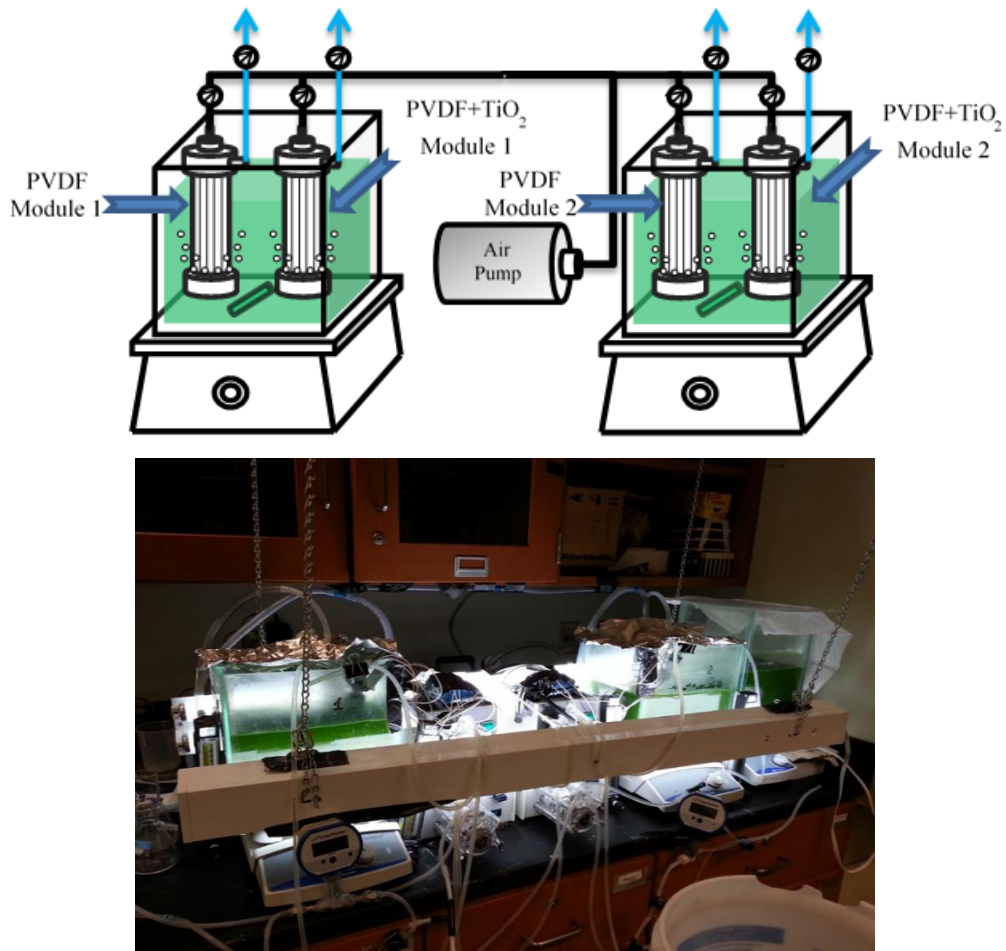 PVDF+TiO₂
Module 1
PVDF
Module 1
PVDF+TiO₂
Module 2
PVDF
Module 2
Air
Pump
1
2